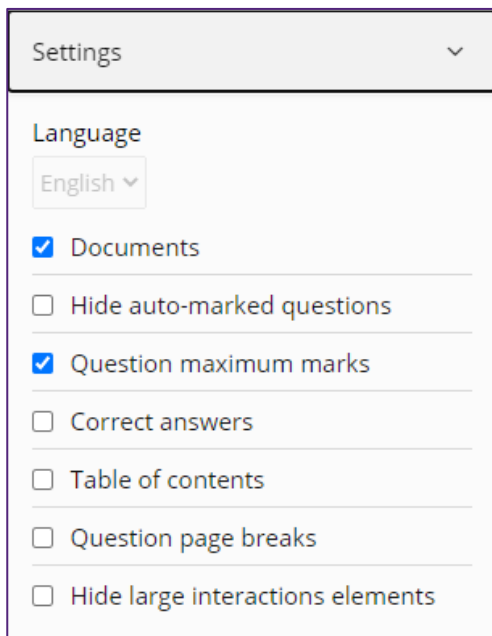 Settings
Language
English
Documents
Hide auto-marked questions
Question maximum marks
Correct answers
Table of contents
Question page breaks
Hide large interactions elements